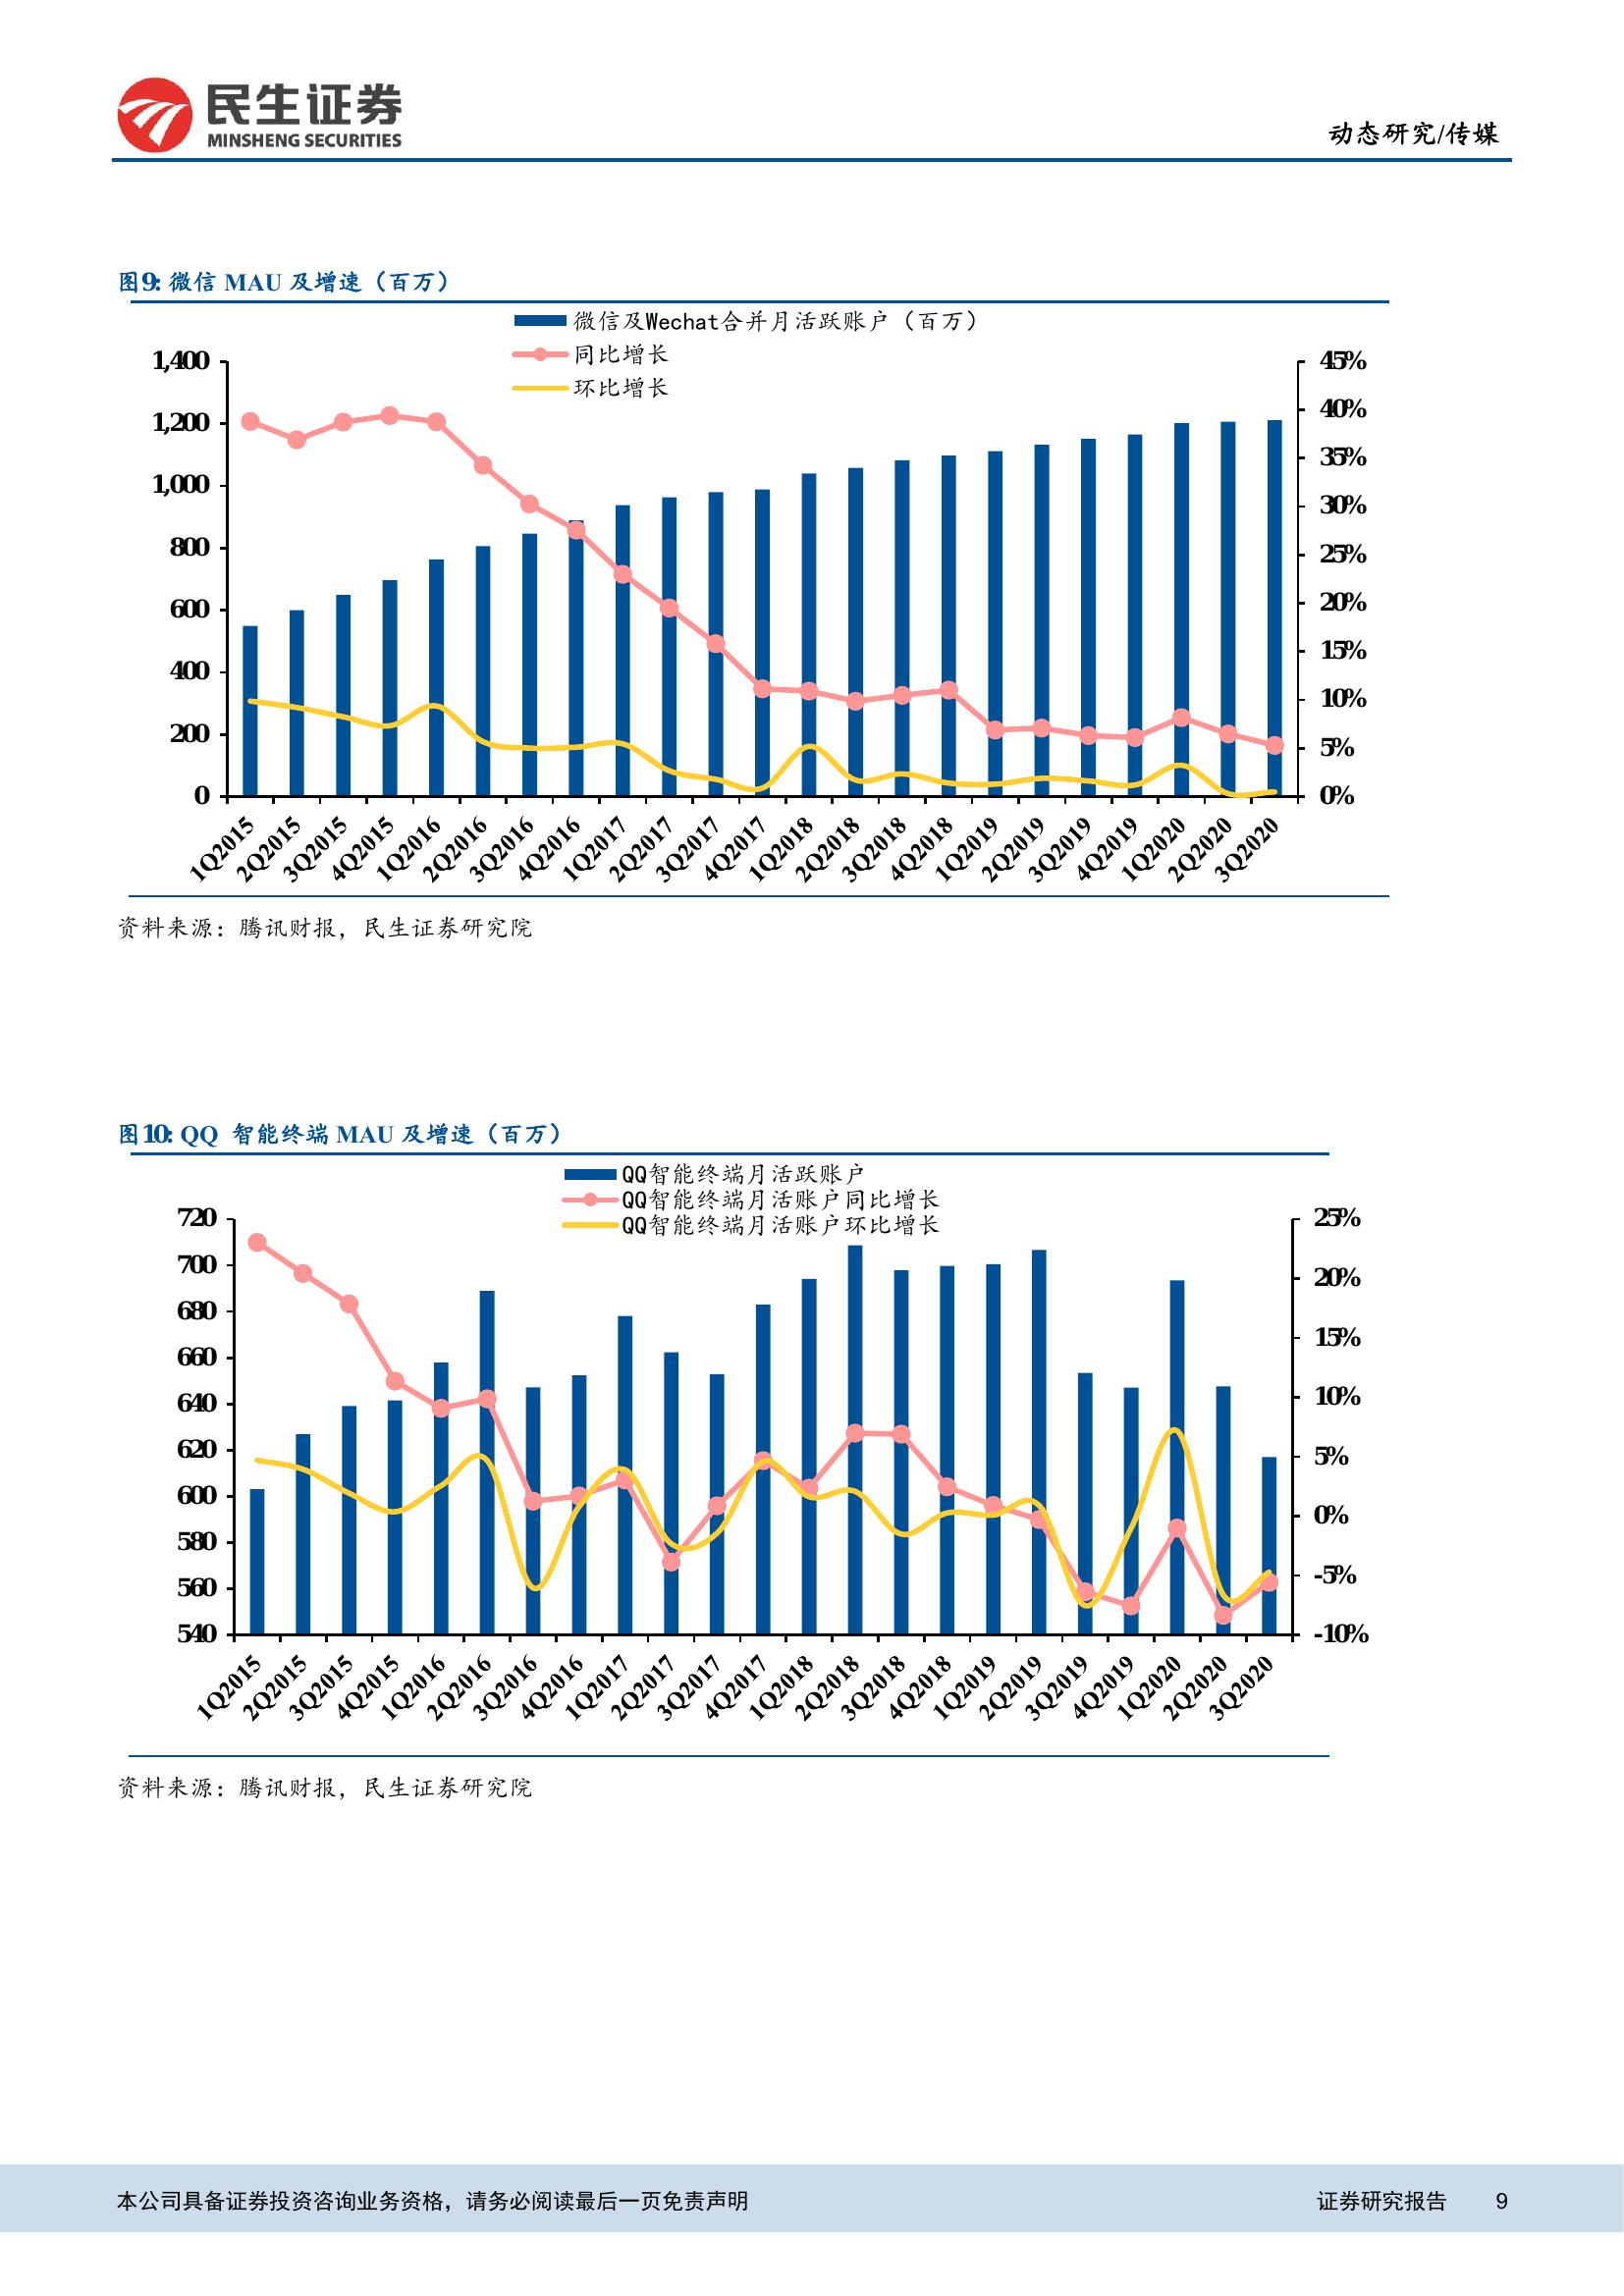 民生证券
MINSHENG SECURITIES
动态研究/传媒
图9: 微信 MAU 及增速（百万）
微信及Wechat合并月活跃账户（百万）
同比增长
环比增长
1,400
1,200
1,000
800
600
400
200
0
45%
40%
35%
30%
25%
20%
15%
10%
5%
0%
1Q2015
2Q2015
3Q2015
4Q2015
1Q2016
2Q2016
3Q2016
4Q2016
1Q2017
2Q2017
3Q2017
4Q2017
1Q2018
2Q2018
3Q2018
4Q2018
1Q2019
2Q2019
3Q2019
4Q2019
1Q2020
2Q2020
3Q2020
资料来源：腾讯财报，民生证券研究院
图10: QQ 智能终端 MAU 及增速（百万）
QQ智能终端月活跃账户
QQ智能终端月活账户同比增长
QQ智能终端月活账户环比增长
720
700
680
660
640
620
600
580
560
540
25%
20%
15%
10%
5%
0%
-5%
-10%
1Q2015
2Q2015
3Q2015
4Q2015
1Q2016
2Q2016
3Q2016
4Q2016
1Q2017
2Q2017
3Q2017
4Q2017
1Q2018
2Q2018
3Q2018
4Q2018
1Q2019
2Q2019
3Q2019
4Q2019
1Q2020
2Q2020
3Q2020
资料来源：腾讯财报，民生证券研究院
本公司具备证券投资咨询业务资格，请务必阅读最后一页免责声明
证券研究报告 9